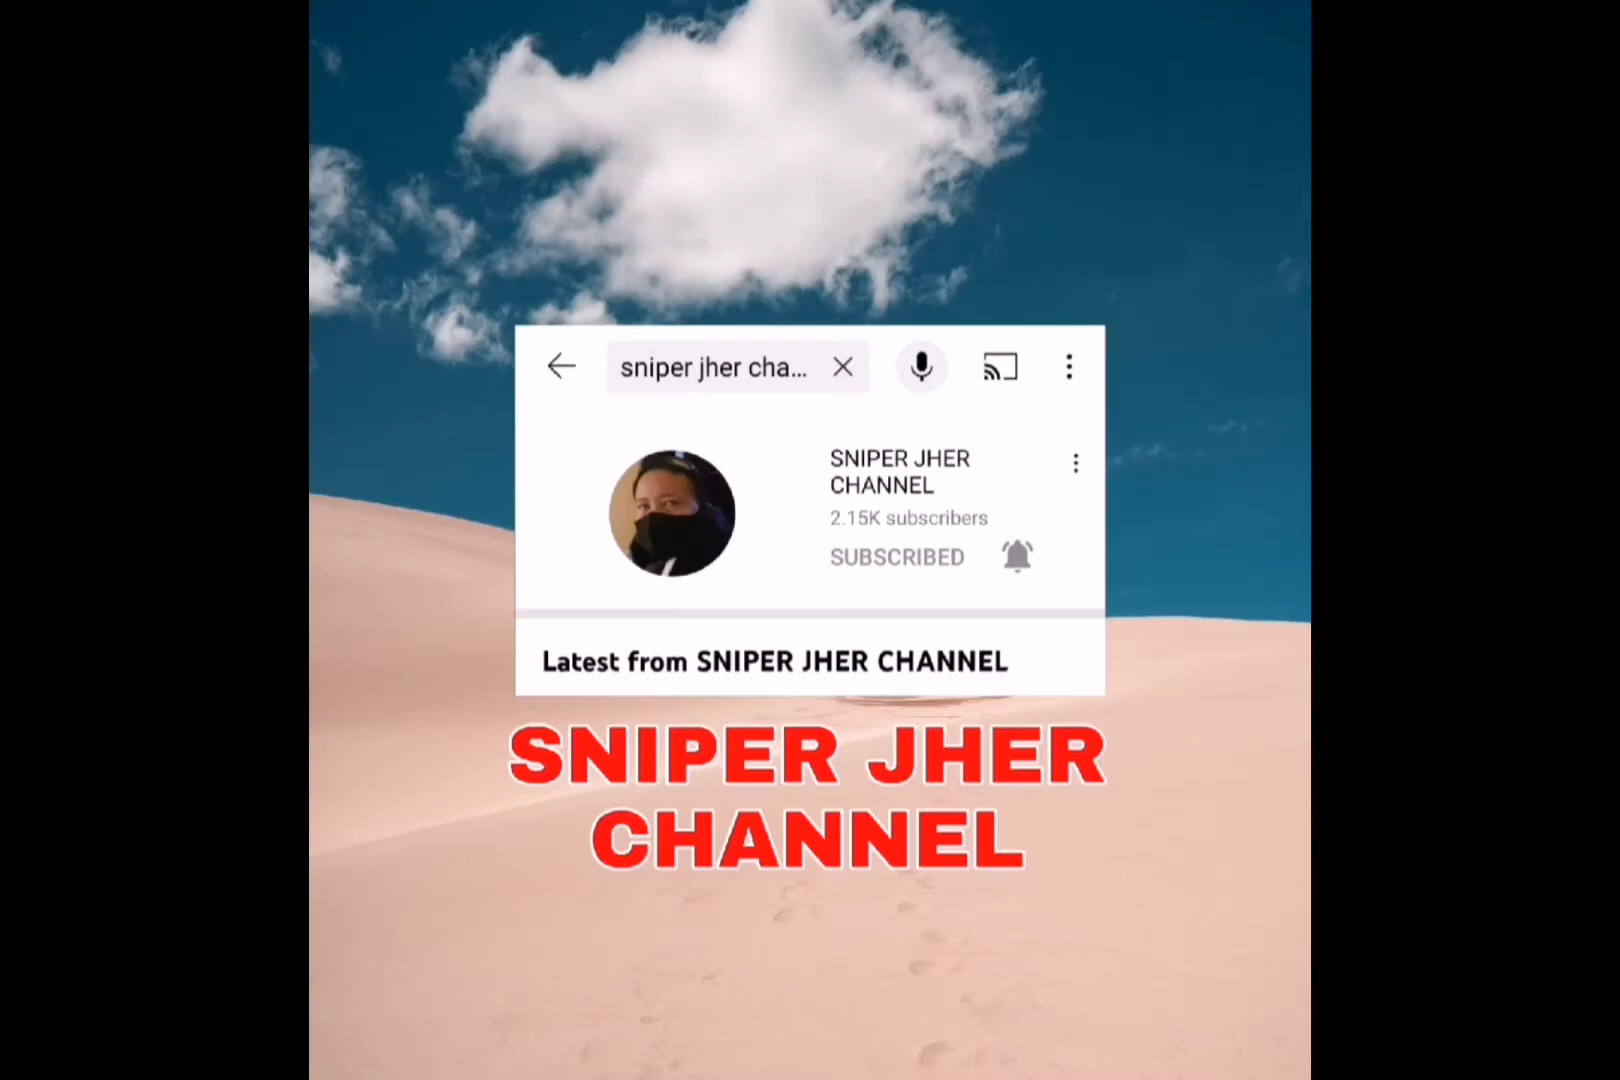 sniper jher cha...
SNIPER JHER
CHANNEL
2.15K subscribers
SUBSCRIBED
Latest from SNIPER JHER CHANNEL
SNIPER JHER
CHANNEL